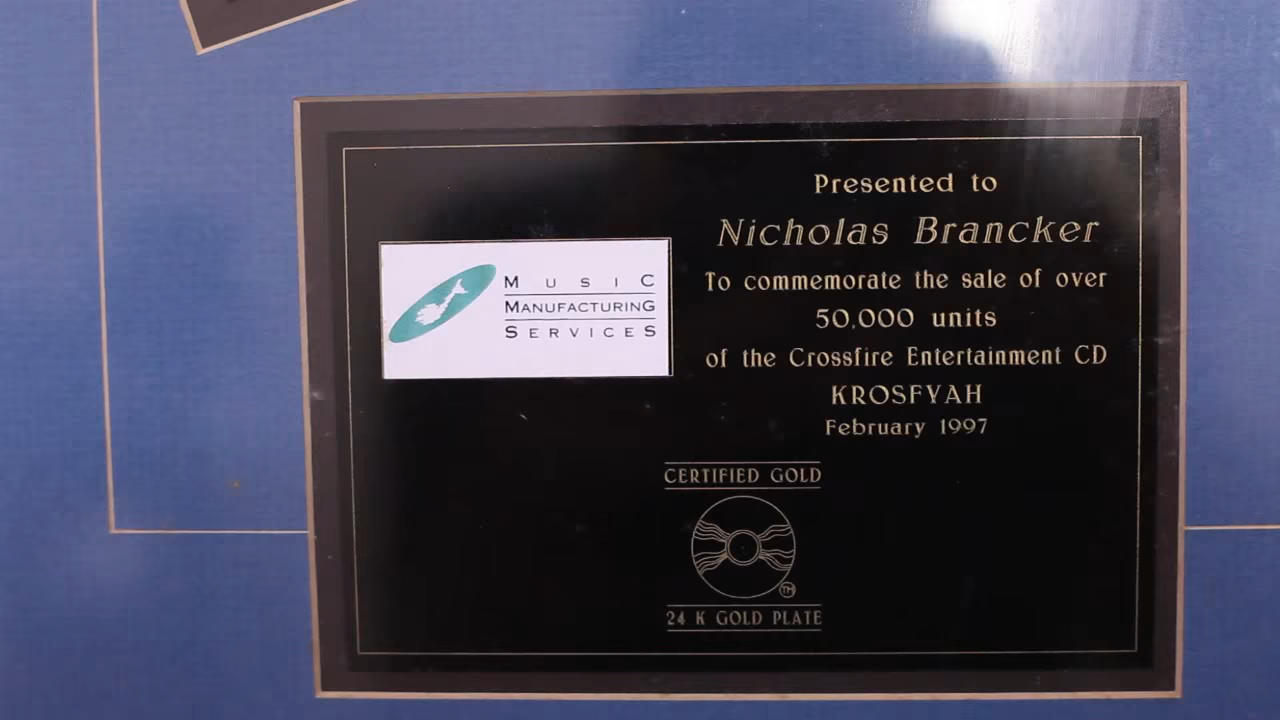 Presented to
Nicholas Brancker
To commemorate the sale of over
50,000 units
of the Crossfire Entertainment CD
KROSFYAH
February 1997
MUSIC
MANUFACTURING
SERVICES
CERTIFIED GOLD
TM
24 K GOLD PLATE